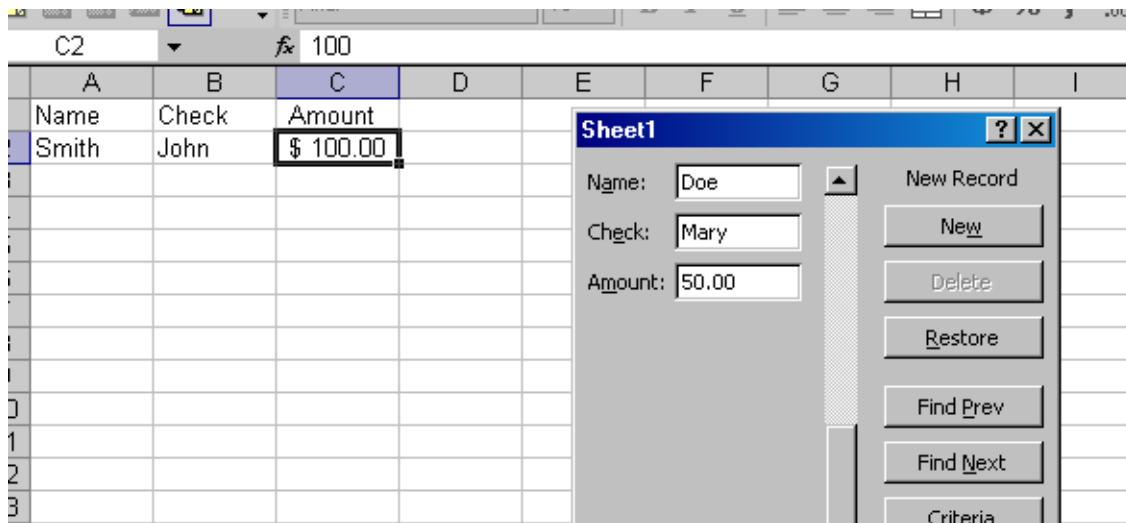 C2 fx 100
A B C D E F G H I
Name Check Amount
Smith John $ 100.00
Sheet1
Name: Doe
Check: Mary
Amount: 50.00
New Record
New
Delete
Restore
Find Prev
Find Next
Criteria